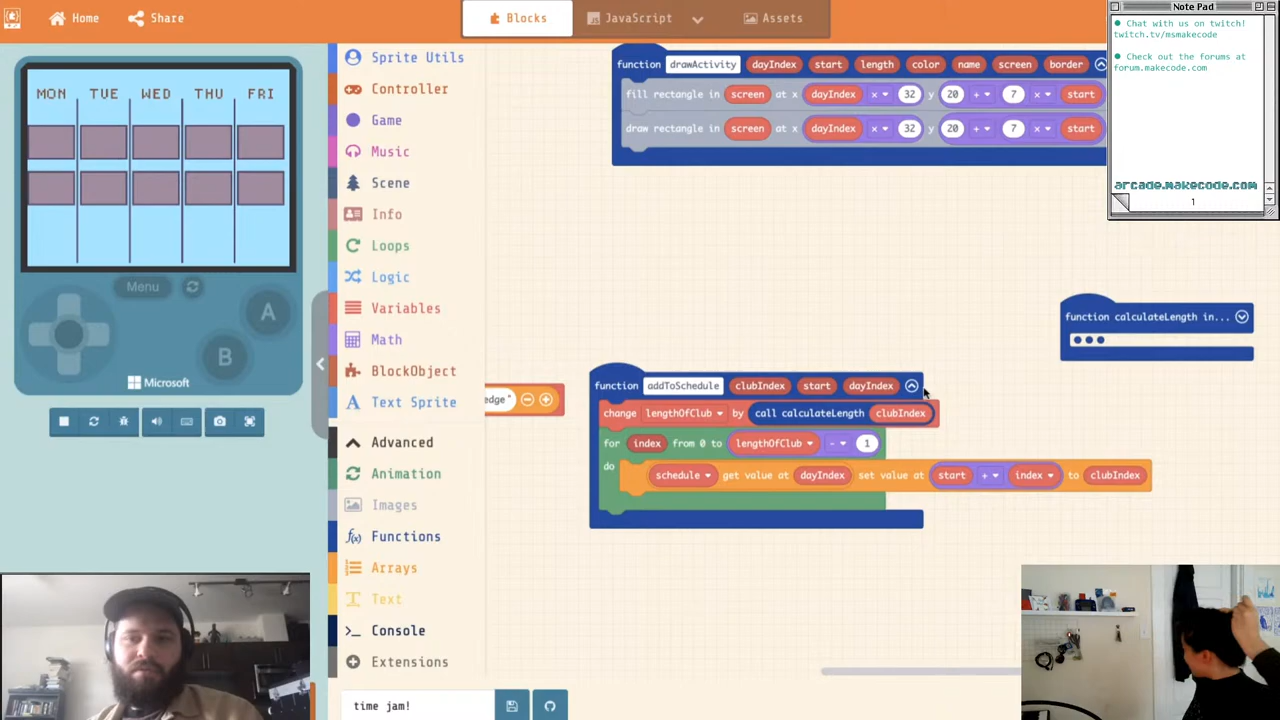 Home
Share
Blocks
JavaScript
Assets
Note Pad
Chat with us on twitch!
twitch.tv/msmakecode
Check out the forums at
forum.makecode.com
arcade.makecode.com
1
MON TUE WED THU FRI
Menu
A
B
Microsoft
Sprite Utils
Controller
Game
Music
Scene
Info
Loops
Logic
Variables
Math
BlockObject
Text Sprite
Advanced
Animation
Images
Functions
Arrays
Text
Console
Extensions
function drawActivity dayIndex start length color name screen border
fill rectangle in screen at x dayIndex × 32 y 20 + 7 × start
draw rectangle in screen at x dayIndex × 32 y 20 + 7 × start
function calculateLength in...
edge"
function addToSchedule clubIndex start dayIndex
change lengthOfClub by call calculateLength clubIndex
for index from 0 to lengthOfClub - 1
do
schedule get value at dayIndex set value at start + index to clubIndex
time jam!